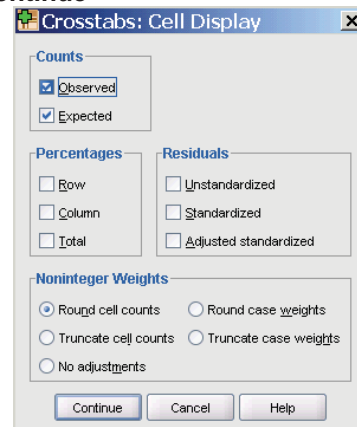 Crosstabs: Cell Display
Counts
Observed
Expected
Percentages
Row
Column
Total
Residuals
Unstandardized
Standardized
Adjusted standardized
Noninteger Weights
Round cell counts
Round case weights
Truncate cell counts
Truncate case weights
No adjustments
Continue
Cancel
Help